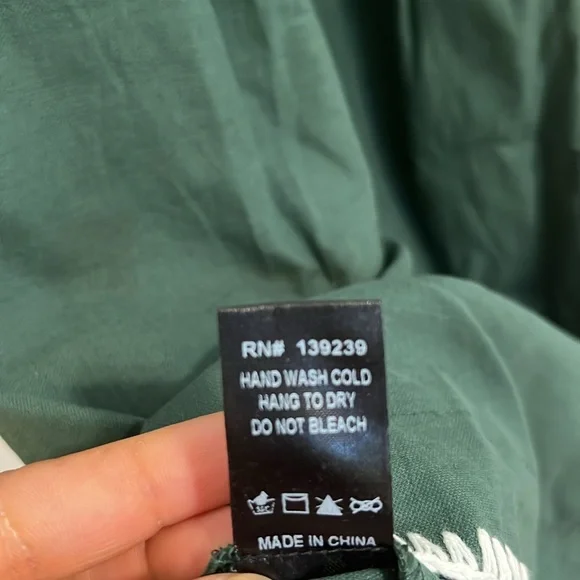 RN# 139239
HAND WASH COLD
HANG TO DRY
DO NOT BLEACH
MADE IN CHINA